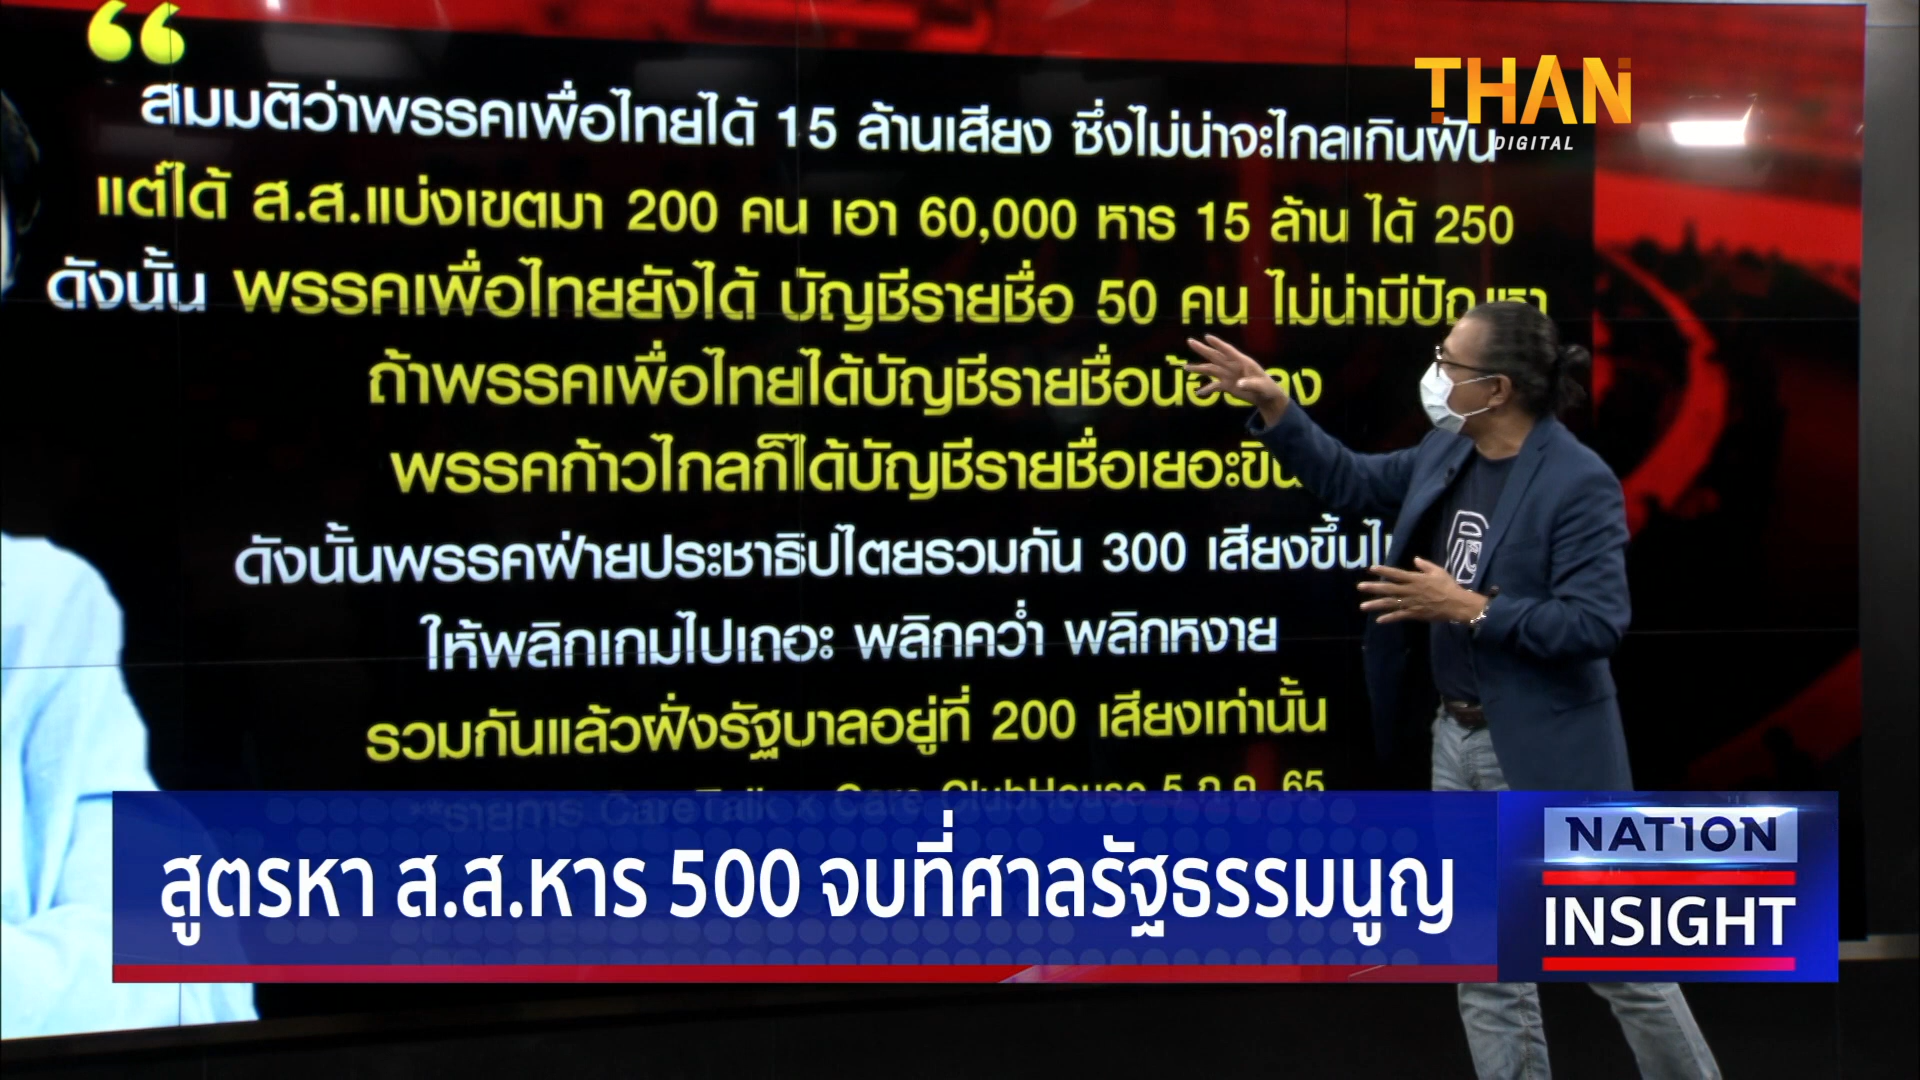 THAN
DIGITAL
สมมติว่าพรรคเพื่อไทยได้ 15 ล้านเสียง ซึ่งไม่น่าจะไกลเกินฝัน
แต่ได้ ส.ส.แบ่งเขตมา 200 คน เอา 60,000 หาร 15 ล้าน ได้ 250
ดังนั้น พรรคเพื่อไทยยังได้ บัญชีรายชื่อ 50 คน ไม่น่ามีปัญหา
ถ้าพรรคเพื่อไทยได้บัญชีรายชื่อน้อยลง
พรรคก้าวไกลก็ได้บัญชีรายชื่อเยอะขึ้น
ดังนั้นพรรคฝ่ายประชาธิปไตยรวมกัน 300 เสียงขึ้นไป
ให้พลิกเกมไปเถอะ พลิกคว่ำ พลิกหงาย
รวมกันแล้วฝั่งรัฐบาลอยู่ที่ 200 เสียงเท่านั้น
**รายการ CareTalk x Care ClubHouse 5 ก.ค. 65
สูตรหา ส.ส.หาร 500 จบที่ศาลรัฐธรรมนูญ
NATION
INSIGHT